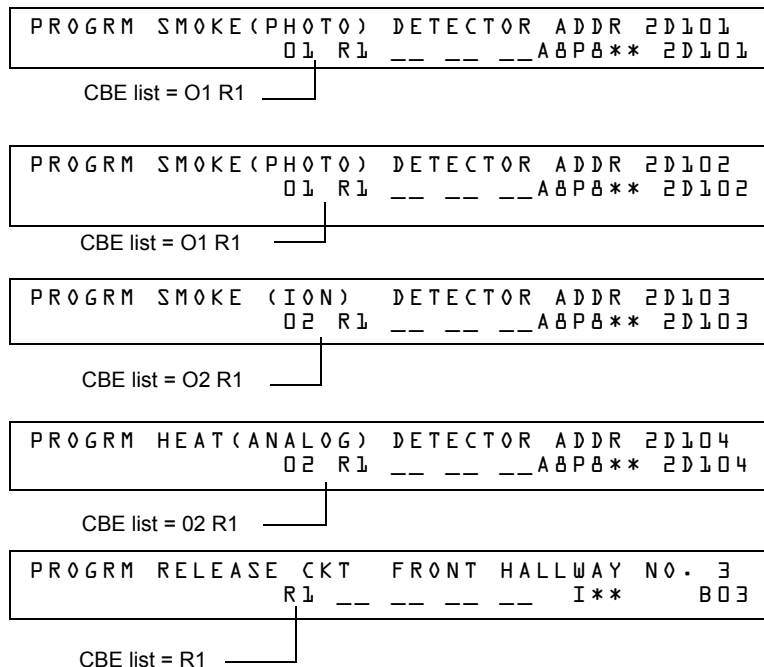 PROGRM SMOKE(PHOTO) DETECTOR ADDR 2D101
01 R1 __ __ __A8P8** 2D101
CBE list = O1 R1
PROGRM SMOKE(PHOTO) DETECTOR ADDR 2D102
01 R1 __ __ __A8P8** 2D102
CBE list = O1 R1
PROGRM SMOKE (ION) DETECTOR ADDR 2D103
02 R1 __ __ __A8P8** 2D103
CBE list = O2 R1
PROGRM HEAT(ANALOG) DETECTOR ADDR 2D104
02 R1 __ __ __A8P8** 2D104
CBE list = 02 R1
PROGRM RELEASE CKT FRONT HALLWAY NO. 3
R1 __ __ __ __ I** B03
CBE list = R1